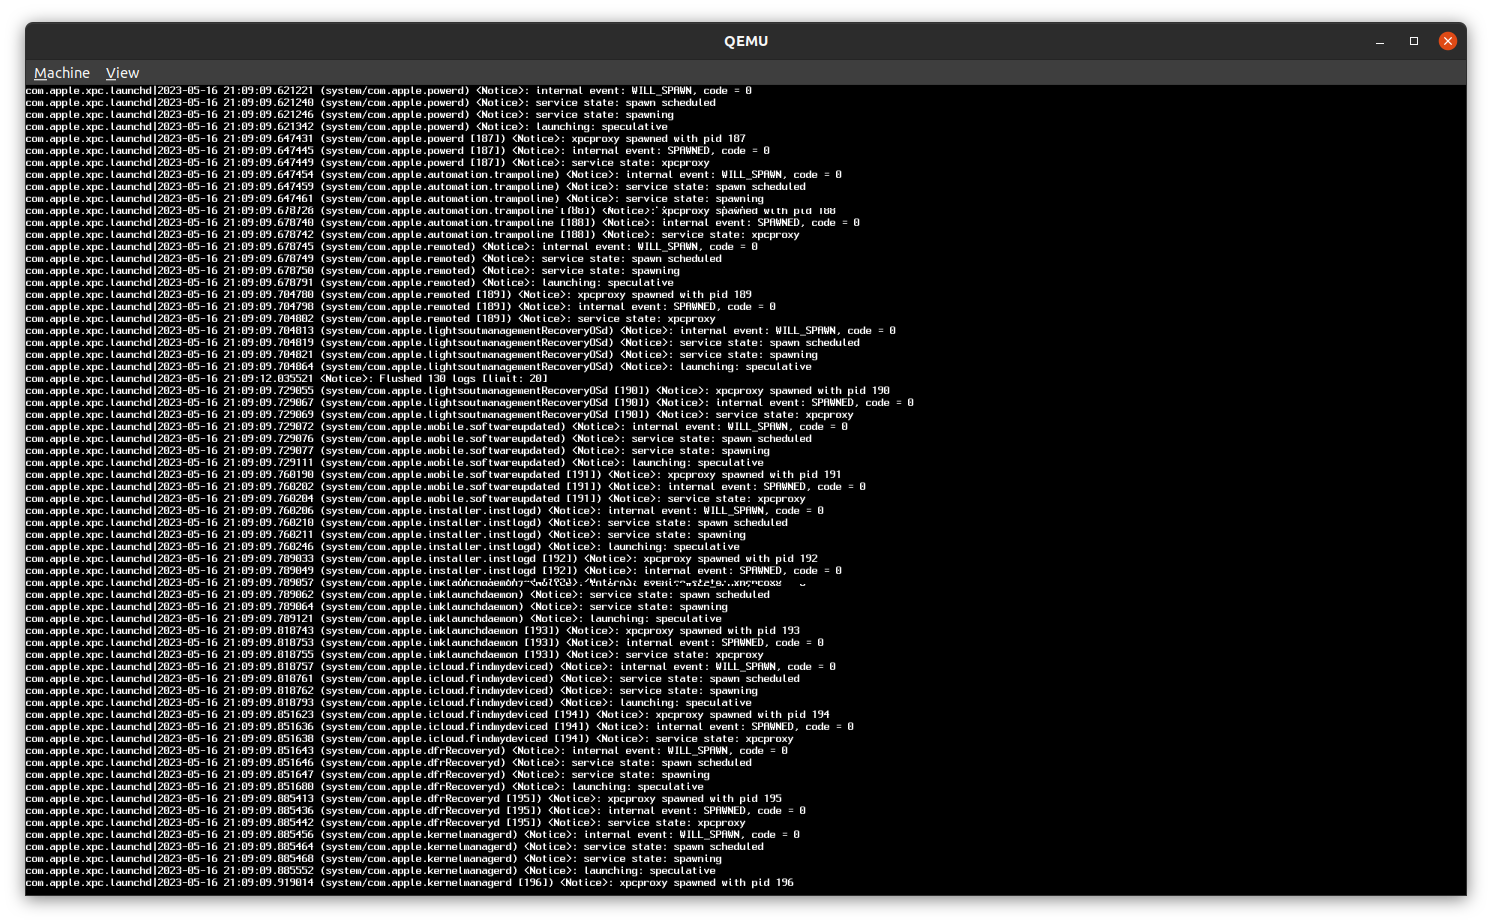 QEMU
Machine View
com.apple.xpc.launchd|2023-05-16 21:09:09.621221 (system/com.apple.powerd) <Notice>: internal event: WILL_SPAWN, code = 0
com.apple.xpc.launchd|2023-05-16 21:09:09.621240 (system/com.apple.powerd) <Notice>: service state: spawn scheduled
com.apple.xpc.launchd|2023-05-16 21:09:09.621246 (system/com.apple.powerd) <Notice>: service state: spawning
com.apple.xpc.launchd|2023-05-16 21:09:09.621342 (system/com.apple.powerd) <Notice>: launching: speculative
com.apple.xpc.launchd|2023-05-16 21:09:09.647431 (system/com.apple.powerd [187]) <Notice>: xpcproxy spawned with pid 187
com.apple.xpc.launchd|2023-05-16 21:09:09.647445 (system/com.apple.powerd [187]) <Notice>: internal event: SPAWNED, code = 0
com.apple.xpc.launchd|2023-05-16 21:09:09.647449 (system/com.apple.powerd [187]) <Notice>: service state: xpcproxy
com.apple.xpc.launchd|2023-05-16 21:09:09.647454 (system/com.apple.automation.trampoline) <Notice>: internal event: WILL_SPAWN, code = 0
com.apple.xpc.launchd|2023-05-16 21:09:09.647459 (system/com.apple.automation.trampoline) <Notice>: service state: spawn scheduled
com.apple.xpc.launchd|2023-05-16 21:09:09.647461 (system/com.apple.automation.trampoline) <Notice>: service state: spawning
com.apple.xpc.launchd|2023-05-16 21:09:09.678728 (system/com.apple.automation.trampoline [188]) <Notice>: xpcproxy spawned with pid 188
com.apple.xpc.launchd|2023-05-16 21:09:09.678740 (system/com.apple.automation.trampoline [188]) <Notice>: internal event: SPAWNED, code = 0
com.apple.xpc.launchd|2023-05-16 21:09:09.678742 (system/com.apple.automation.trampoline [188]) <Notice>: service state: xpcproxy
com.apple.xpc.launchd|2023-05-16 21:09:09.678745 (system/com.apple.remoted) <Notice>: internal event: WILL_SPAWN, code = 0
com.apple.xpc.launchd|2023-05-16 21:09:09.678749 (system/com.apple.remoted) <Notice>: service state: spawn scheduled
com.apple.xpc.launchd|2023-05-16 21:09:09.678750 (system/com.apple.remoted) <Notice>: service state: spawning
com.apple.xpc.launchd|2023-05-16 21:09:09.678791 (system/com.apple.remoted) <Notice>: launching: speculative
com.apple.xpc.launchd|2023-05-16 21:09:09.704780 (system/com.apple.remoted [189]) <Notice>: xpcproxy spawned with pid 189
com.apple.xpc.launchd|2023-05-16 21:09:09.704798 (system/com.apple.remoted [189]) <Notice>: internal event: SPAWNED, code = 0
com.apple.xpc.launchd|2023-05-16 21:09:09.704802 (system/com.apple.remoted [189]) <Notice>: service state: xpcproxy
com.apple.xpc.launchd|2023-05-16 21:09:09.704813 (system/com.apple.lightsoutmanagementRecoveryOSd) <Notice>: internal event: WILL_SPAWN, code = 0
com.apple.xpc.launchd|2023-05-16 21:09:09.704819 (system/com.apple.lightsoutmanagementRecoveryOSd) <Notice>: service state: spawn scheduled
com.apple.xpc.launchd|2023-05-16 21:09:09.704821 (system/com.apple.lightsoutmanagementRecoveryOSd) <Notice>: service state: spawning
com.apple.xpc.launchd|2023-05-16 21:09:09.704864 (system/com.apple.lightsoutmanagementRecoveryOSd) <Notice>: launching: speculative
com.apple.xpc.launchd|2023-05-16 21:09:12.035521 <Notice>: Flushed 130 logs [limit: 20]
com.apple.xpc.launchd|2023-05-16 21:09:09.729055 (system/com.apple.lightsoutmanagementRecoveryOSd [190]) <Notice>: xpcproxy spawned with pid 190
com.apple.xpc.launchd|2023-05-16 21:09:09.729067 (system/com.apple.lightsoutmanagementRecoveryOSd [190]) <Notice>: internal event: SPAWNED, code = 0
com.apple.xpc.launchd|2023-05-16 21:09:09.729069 (system/com.apple.lightsoutmanagementRecoveryOSd [190]) <Notice>: service state: xpcproxy
com.apple.xpc.launchd|2023-05-16 21:09:09.729072 (system/com.apple.mobile.softwareupdated) <Notice>: internal event: WILL_SPAWN, code = 0
com.apple.xpc.launchd|2023-05-16 21:09:09.729076 (system/com.apple.mobile.softwareupdated) <Notice>: service state: spawn scheduled
com.apple.xpc.launchd|2023-05-16 21:09:09.729077 (system/com.apple.mobile.softwareupdated) <Notice>: service state: spawning
com.apple.xpc.launchd|2023-05-16 21:09:09.729111 (system/com.apple.mobile.softwareupdated) <Notice>: launching: speculative
com.apple.xpc.launchd|2023-05-16 21:09:09.760190 (system/com.apple.mobile.softwareupdated [191]) <Notice>: xpcproxy spawned with pid 191
com.apple.xpc.launchd|2023-05-16 21:09:09.760202 (system/com.apple.mobile.softwareupdated [191]) <Notice>: internal event: SPAWNED, code = 0
com.apple.xpc.launchd|2023-05-16 21:09:09.760204 (system/com.apple.mobile.softwareupdated [191]) <Notice>: service state: xpcproxy
com.apple.xpc.launchd|2023-05-16 21:09:09.760206 (system/com.apple.installer.instlogd) <Notice>: internal event: WILL_SPAWN, code = 0
com.apple.xpc.launchd|2023-05-16 21:09:09.760210 (system/com.apple.installer.instlogd) <Notice>: service state: spawn scheduled
com.apple.xpc.launchd|2023-05-16 21:09:09.760211 (system/com.apple.installer.instlogd) <Notice>: service state: spawning
com.apple.xpc.launchd|2023-05-16 21:09:09.760246 (system/com.apple.installer.instlogd) <Notice>: launching: speculative
com.apple.xpc.launchd|2023-05-16 21:09:09.789033 (system/com.apple.installer.instlogd [192]) <Notice>: xpcproxy spawned with pid 192
com.apple.xpc.launchd|2023-05-16 21:09:09.789049 (system/com.apple.installer.instlogd [192]) <Notice>: internal event: SPAWNED, code = 0
com.apple.xpc.launchd|2023-05-16 21:09:09.789057
com.apple.xpc.launchd|2023-05-16 21:09:09.789062 (system/com.apple.imklaunchdaemon) <Notice>: service state: spawn scheduled
com.apple.xpc.launchd|2023-05-16 21:09:09.789064 (system/com.apple.imklaunchdaemon) <Notice>: service state: spawning
com.apple.xpc.launchd|2023-05-16 21:09:09.789121 (system/com.apple.imklaunchdaemon) <Notice>: launching: speculative
com.apple.xpc.launchd|2023-05-16 21:09:09.818743 (system/com.apple.imklaunchdaemon [193]) <Notice>: xpcproxy spawned with pid 193
com.apple.xpc.launchd|2023-05-16 21:09:09.818753 (system/com.apple.imklaunchdaemon [193]) <Notice>: internal event: SPAWNED, code = 0
com.apple.xpc.launchd|2023-05-16 21:09:09.818755 (system/com.apple.imklaunchdaemon [193]) <Notice>: service state: xpcproxy
com.apple.xpc.launchd|2023-05-16 21:09:09.818757 (system/com.apple.icloud.findmydeviced) <Notice>: internal event: WILL_SPAWN, code = 0
com.apple.xpc.launchd|2023-05-16 21:09:09.818761 (system/com.apple.icloud.findmydeviced) <Notice>: service state: spawn scheduled
com.apple.xpc.launchd|2023-05-16 21:09:09.818762 (system/com.apple.icloud.findmydeviced) <Notice>: service state: spawning
com.apple.xpc.launchd|2023-05-16 21:09:09.818793 (system/com.apple.icloud.findmydeviced) <Notice>: launching: speculative
com.apple.xpc.launchd|2023-05-16 21:09:09.851623 (system/com.apple.icloud.findmydeviced [194]) <Notice>: xpcproxy spawned with pid 194
com.apple.xpc.launchd|2023-05-16 21:09:09.851636 (system/com.apple.icloud.findmydeviced [194]) <Notice>: internal event: SPAWNED, code = 0
com.apple.xpc.launchd|2023-05-16 21:09:09.851638 (system/com.apple.icloud.findmydeviced [194]) <Notice>: service state: xpcproxy
com.apple.xpc.launchd|2023-05-16 21:09:09.851643 (system/com.apple.dfrRecoveryd) <Notice>: internal event: WILL_SPAWN, code = 0
com.apple.xpc.launchd|2023-05-16 21:09:09.851646 (system/com.apple.dfrRecoveryd) <Notice>: service state: spawn scheduled
com.apple.xpc.launchd|2023-05-16 21:09:09.851647 (system/com.apple.dfrRecoveryd) <Notice>: service state: spawning
com.apple.xpc.launchd|2023-05-16 21:09:09.851680 (system/com.apple.dfrRecoveryd) <Notice>: launching: speculative
com.apple.xpc.launchd|2023-05-16 21:09:09.885413 (system/com.apple.dfrRecoveryd [195]) <Notice>: xpcproxy spawned with pid 195
com.apple.xpc.launchd|2023-05-16 21:09:09.885436 (system/com.apple.dfrRecoveryd [195]) <Notice>: internal event: SPAWNED, code = 0
com.apple.xpc.launchd|2023-05-16 21:09:09.885442 (system/com.apple.dfrRecoveryd [195]) <Notice>: service state: xpcproxy
com.apple.xpc.launchd|2023-05-16 21:09:09.885456 (system/com.apple.kernelmanagerd) <Notice>: internal event: WILL_SPAWN, code = 0
com.apple.xpc.launchd|2023-05-16 21:09:09.885464 (system/com.apple.kernelmanagerd) <Notice>: service state: spawn scheduled
com.apple.xpc.launchd|2023-05-16 21:09:09.885468 (system/com.apple.kernelmanagerd) <Notice>: service state: spawning
com.apple.xpc.launchd|2023-05-16 21:09:09.885552 (system/com.apple.kernelmanagerd) <Notice>: launching: speculative
com.apple.xpc.launchd|2023-05-16 21:09:09.919014 (system/com.apple.kernelmanagerd [196]) <Notice>: xpcproxy spawned with pid 196